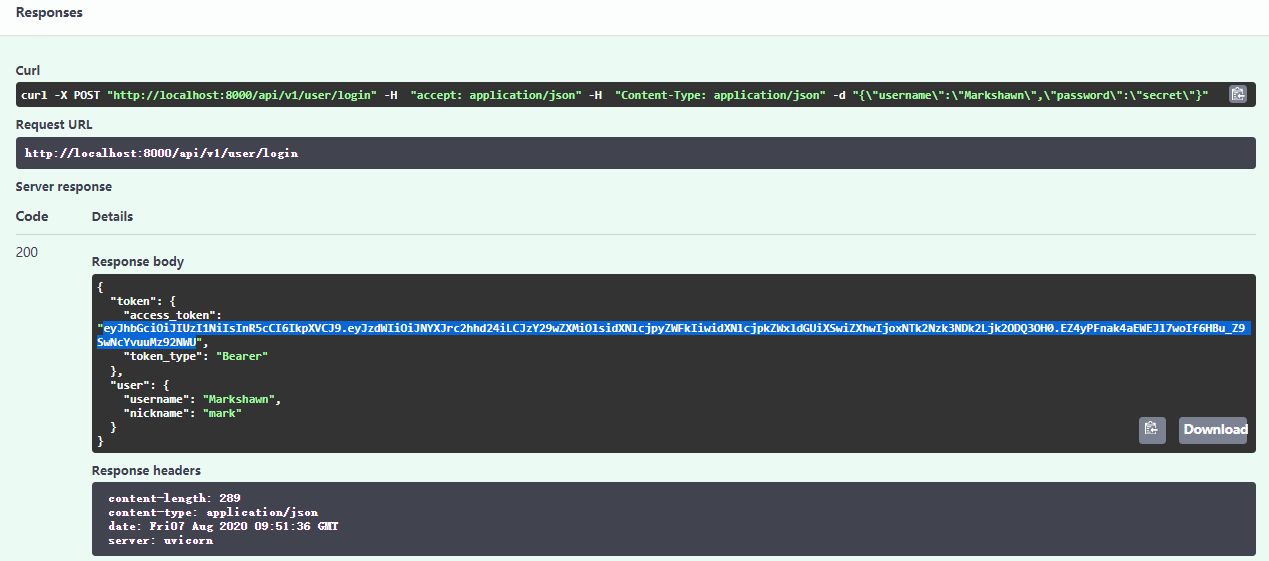 Responses
Curl
curl -X POST "http://localhost:8000/api/v1/user/login" -H  "accept: application/json" -H  "Content-Type: application/json" -d "{\"username\":\"Markshawn\",\"password\":\"secret\"}"
Request URL
http://localhost:8000/api/v1/user/login
Server response
Code Details
200
Response body
{
  "token": {
    "access_token":
"eyJhbGciOiJIUzI1NiIsInR5cCI6IkpXVCJ9.eyJzdWIiOiJNYXJrc2hhd24iLCJzY29wZXMiOlsidXNlcjpyZWFkIiwidXNlcjpkZWxldGUiXSwiZXhwIjoxNTk2Nzk3NDk2Ljk2ODQ3OH0.EZ4yPFnak4aEWEJl7woIf6HBu_Z9
SwNcYvuuMz92NWU",
    "token_type": "Bearer"
  },
  "user": {
    "username": "Markshawn",
    "nickname": "mark"
  }
}
Download
Response headers
content-length: 289
content-type: application/json
date: Fri07 Aug 2020 09:51:36 GMT
server: uvicorn